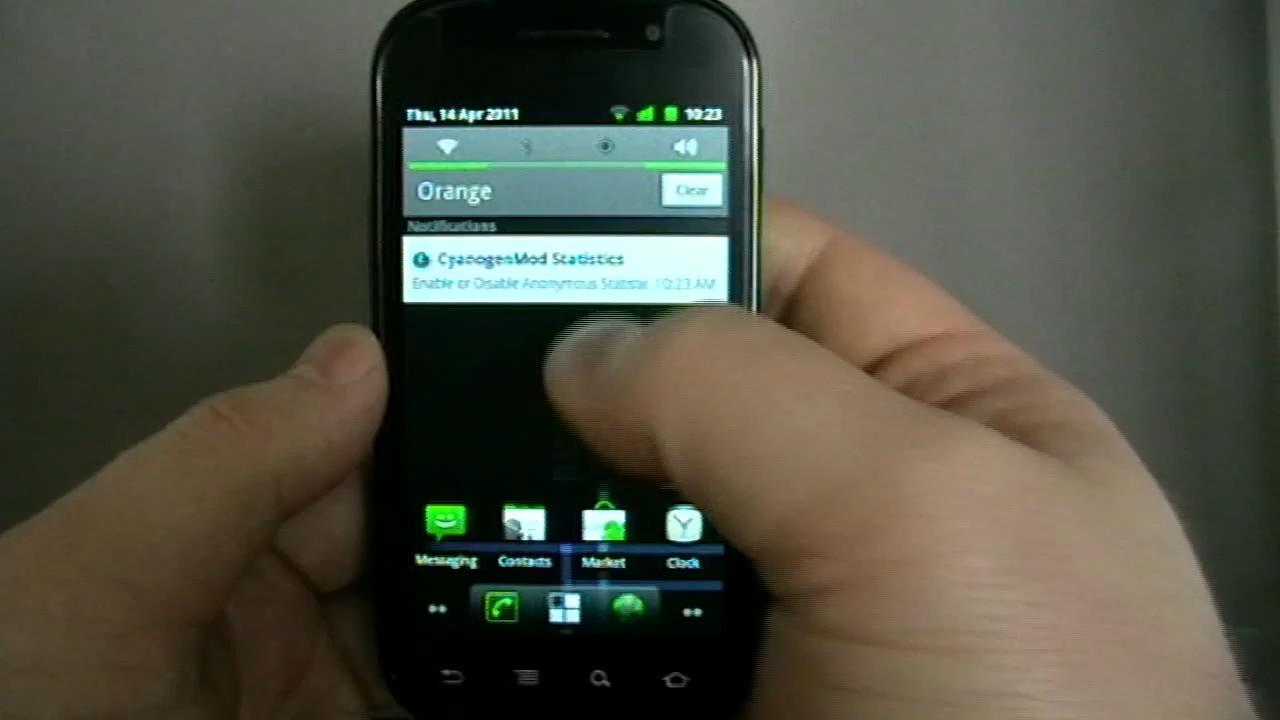 Thu, 14 Apr 2011 10:23
Orange Clear
Notifications
CyanogenMod Statistics
Enable or Disable Anonymous Statistic 10:23 AM
Messaging Contacts Market Clock